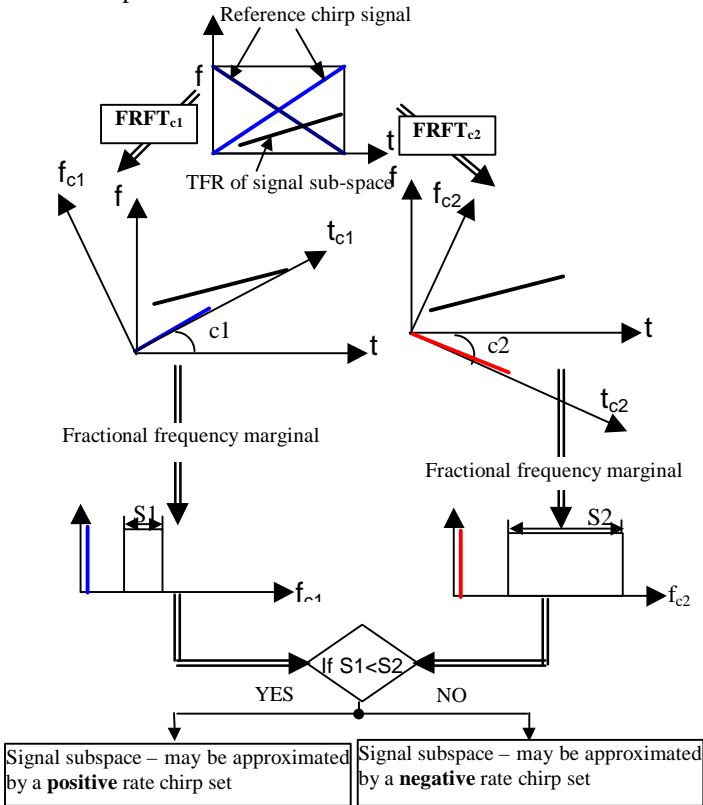 Reference chirp signal
f
FRFTc1
t
FRFTc2
TFR of signal sub-space
fc1
f
tc1
c1
t
f
fc2
c2
t
tc2
Fractional frequency marginal
Fractional frequency marginal
S1
fc1
S2
fc2
If S1<S2
YES
NO
Signal subspace – may be approximated
by a positive rate chirp set
Signal subspace – may be approximated
by a negative rate chirp set